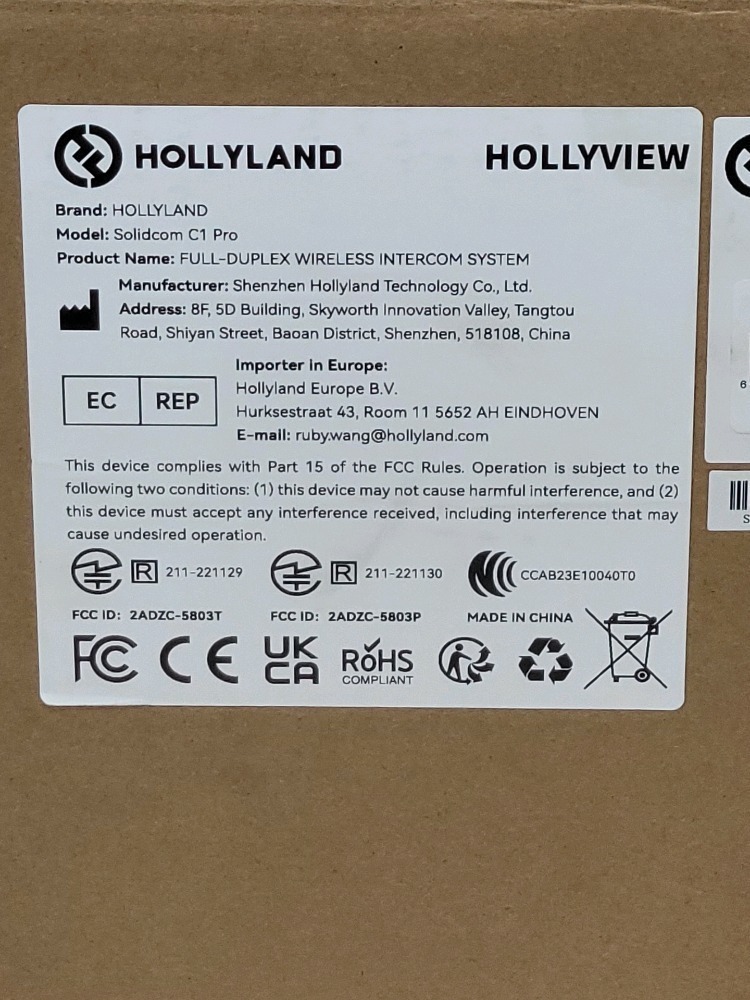 HOLLYLAND HOLLYVIEW
Brand: HOLLYLAND
Model: Solidcom C1 Pro
Product Name: FULL-DUPLEX WIRELESS INTERCOM SYSTEM
Manufacturer: Shenzhen Hollyland Technology Co., Ltd.
Address: 8F, 5D Building, Skyworth Innovation Valley, Tangtou
Road, Shiyan Street, Baoan District, Shenzhen, 518108, China
EC REP
Importer in Europe:
Hollyland Europe B.V.
Hurksestraat 43, Room 11 5652 AH EINDHOVEN
E-mail: ruby.wang@hollyland.com
This device complies with Part 15 of the FCC Rules. Operation is subject to the
following two conditions: (1) this device may not cause harmful interference, and (2)
this device must accept any interference received, including interference that may
cause undesired operation.
R 211-221129 R 211-221130 CCAB23E10040T0
FCC ID: 2ADZC-5803T FCC ID: 2ADZC-5803P MADE IN CHINA
FC CE UK CA RoHS COMPLIANT
6
S